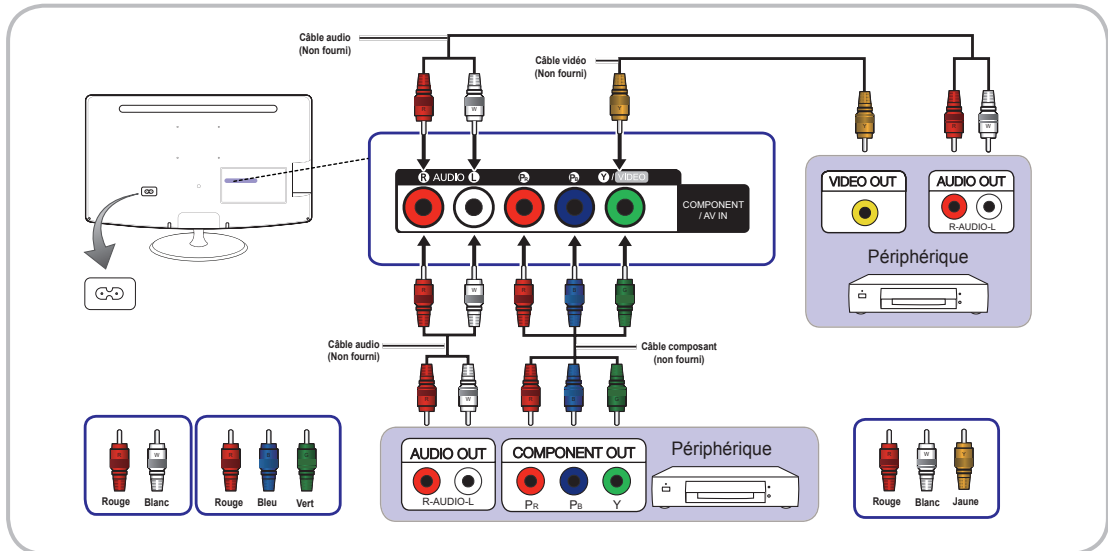 Câble audio
(Non fourni)
Câble vidéo
(Non fourni)
R W Y Y R W
R AUDIO L PR PB Y / VIDEO
COMPONENT
/ AV IN
VIDEO OUT
AUDIO OUT
R-AUDIO-L
Périphérique
R W R B G
Câble audio
(Non fourni)
Câble composant
(non fourni)
R W R B G
AUDIO OUT
R-AUDIO-L
COMPONENT OUT
PR PB Y
Périphérique
R W
Rouge Blanc
R B G
Rouge Bleu Vert
R W Y
Rouge Blanc Jaune